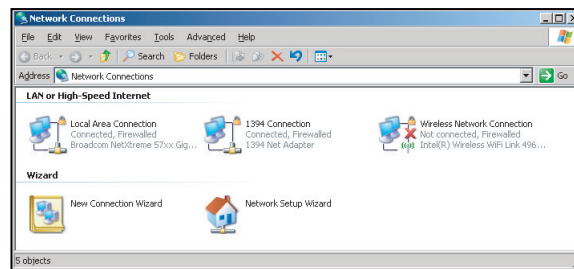 Network Connections
File Edit View Favorites Tools Advanced Help
Back Search Folders
Address Network Connections Go
LAN or High-Speed Internet
Local Area Connection
Connected, Firewalled
Broadcom NetXtreme 57xx Gig...
1394 Connection
Connected, Firewalled
1394 Net Adapter
Wireless Network Connection
Not connected, Firewalled
Intel(R) Wireless WiFi Link 496...
Wizard
New Connection Wizard
Network Setup Wizard
5 objects